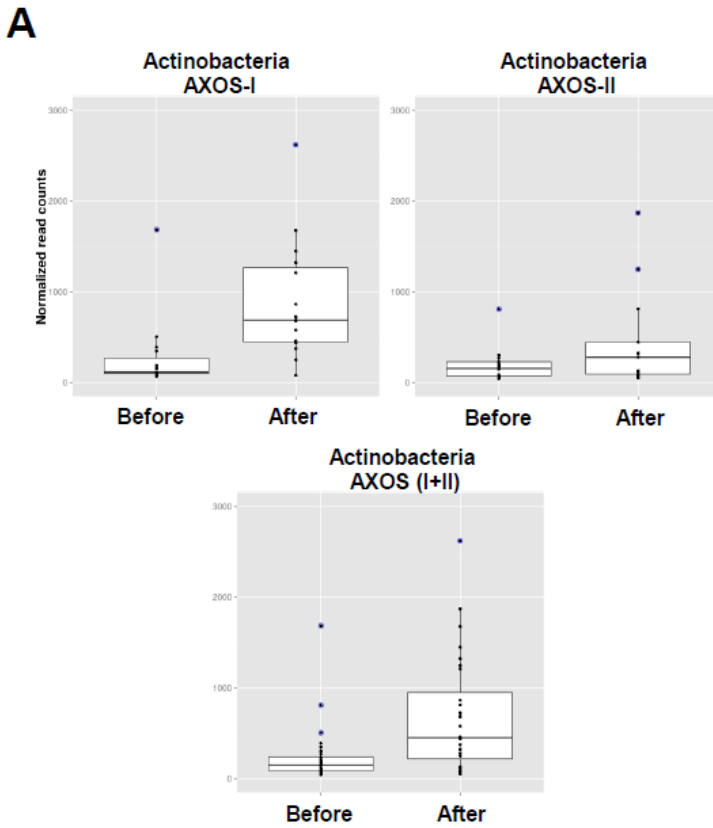 A
Actinobacteria
AXOS-I
Actinobacteria
AXOS-II
Normalized read counts
3000
2000
1000
0
3000
2000
1000
0
Before
After
Before
After
Actinobacteria
AXOS (I+II)
3000
2000
1000
0
Before
After